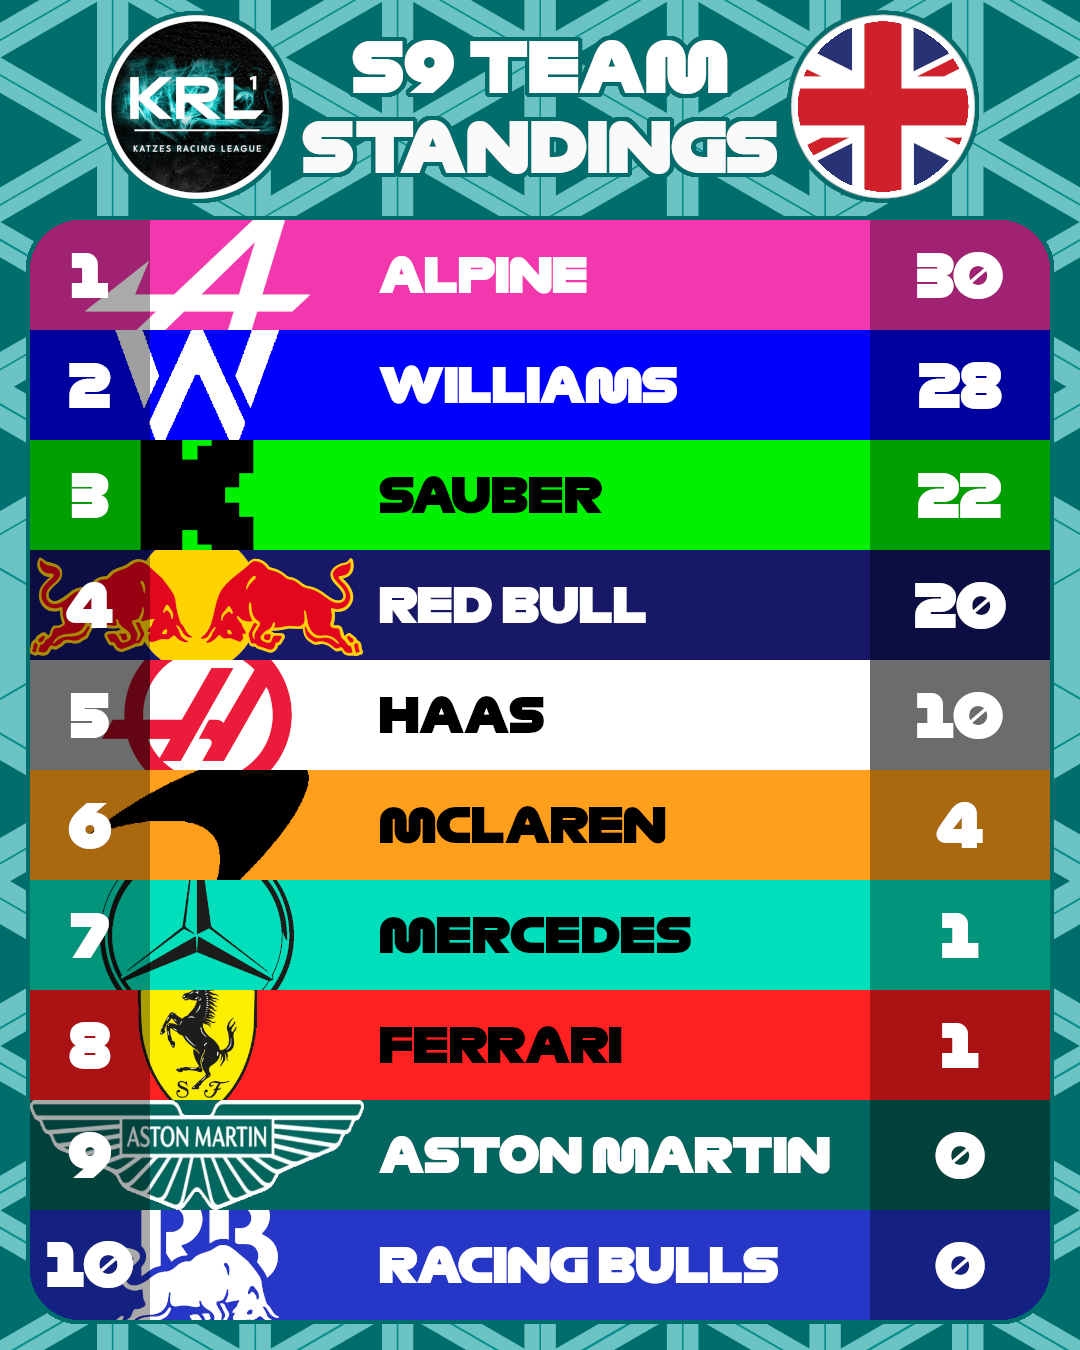 KRL1
KATZES RACING LEAGUE
S9 TEAM
STANDINGS
1 ALPINE 30
2 WILLIAMS 28
3 SAUBER 22
4 RED BULL 20
5 HAAS 10
6 MCLAREN 4
7 MERCEDES 1
8 S F FERRARI 1
9 ASTON MARTIN ASTON MARTIN 0
10 RB RACING BULLS 0